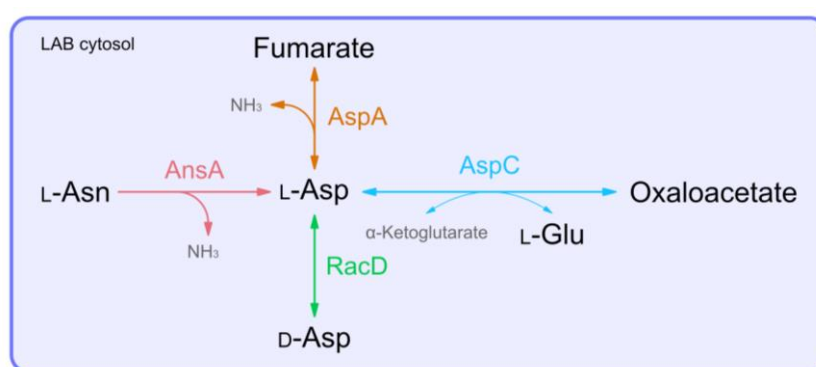 LAB cytosol
Fumarate
NH₃
AspA
AnsA
AspC
L-Asn
L-Asp
Oxaloacetate
NH₃
α-Ketoglutarate
L-Glu
RacD
D-Asp